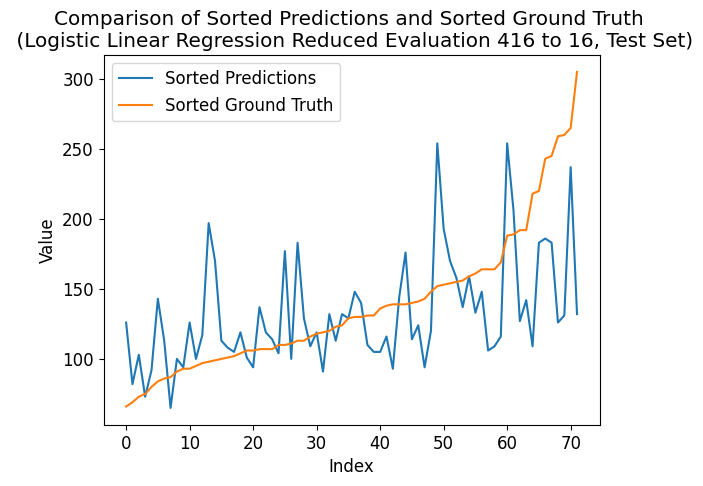 Comparison of Sorted Predictions and Sorted Ground Truth
(Logistic Linear Regression Reduced Evaluation 416 to 16, Test Set)
Sorted Predictions
Sorted Ground Truth
300
250
200
150
100
Value
0 10 20 30 40 50 60 70
Index